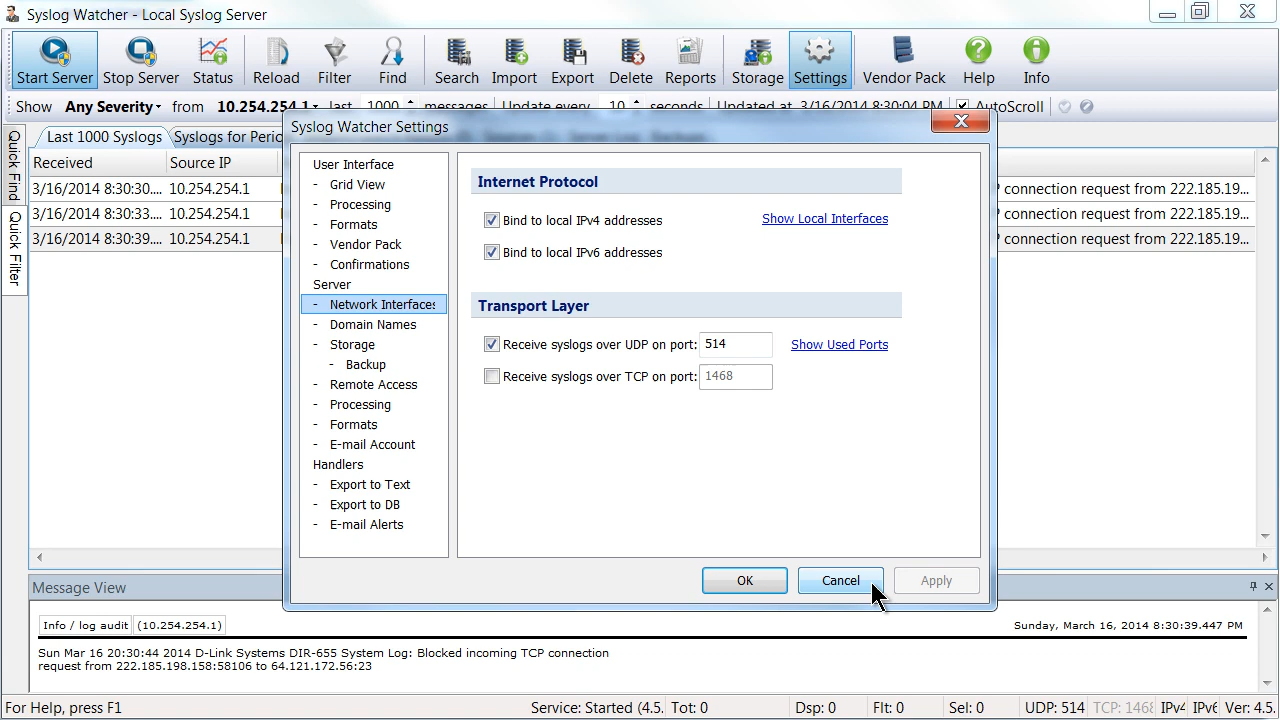 Syslog Watcher - Local Syslog Server
Start Server Stop Server Status Reload Filter Find Search Import Export Delete Reports Storage Settings Vendor Pack Help Info
Show Any Severity from 10.254.254.1 last 1000 messages Update every 10 seconds Updated at 3/16/2014 8:30:04 PM AutoScroll
Quick Find
Quick Filter
Last 1000 Syslogs Syslogs for Perio
Received Source IP
3/16/2014 8:30:30.... 10.254.254.1 connection request from 222.185.19...
3/16/2014 8:30:33.... 10.254.254.1 connection request from 222.185.19...
3/16/2014 8:30:39.... 10.254.254.1 connection request from 222.185.19...
Syslog Watcher Settings
User Interface
- Grid View
- Processing
- Formats
- Vendor Pack
- Confirmations
Server
- Network Interfaces
- Domain Names
- Storage
- Backup
- Remote Access
- Processing
- Formats
- E-mail Account
Handlers
- Export to Text
- Export to DB
- E-mail Alerts
Internet Protocol
Bind to local IPv4 addresses Show Local Interfaces
Bind to local IPv6 addresses
Transport Layer
Receive syslogs over UDP on port: 514 Show Used Ports
Receive syslogs over TCP on port: 1468
OK Cancel Apply
Message View
Info / log audit (10.254.254.1) Sunday, March 16, 2014 8:30:39.447 PM
Sun Mar 16 20:30:44 2014 D-Link Systems DIR-655 System Log: Blocked incoming TCP connection
request from 222.185.198.158:58106 to 64.121.172.56:23
For Help, press F1 Service: Started (4.5. Tot: 0 Dsp: 0 Flt: 0 Sel: 0 UDP: 514 TCP: 1468 IPv4 IPv6 Ver: 4.5.